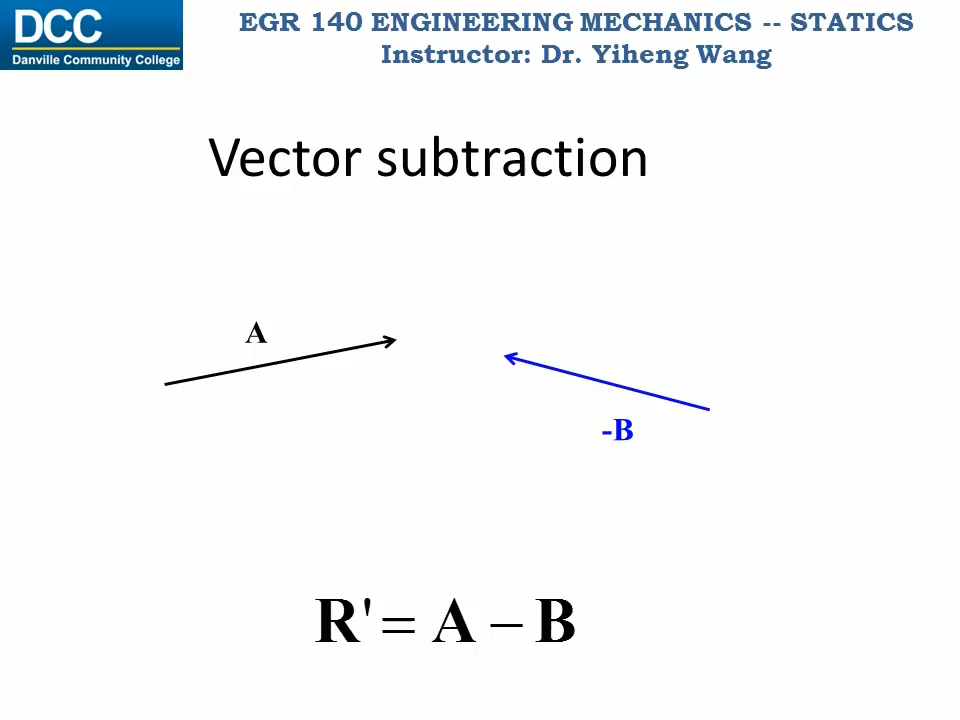 DCC
Danville Community College
EGR 140 ENGINEERING MECHANICS -- STATICS
Instructor: Dr. Yiheng Wang
Vector subtraction
A
-B
R' = A − B